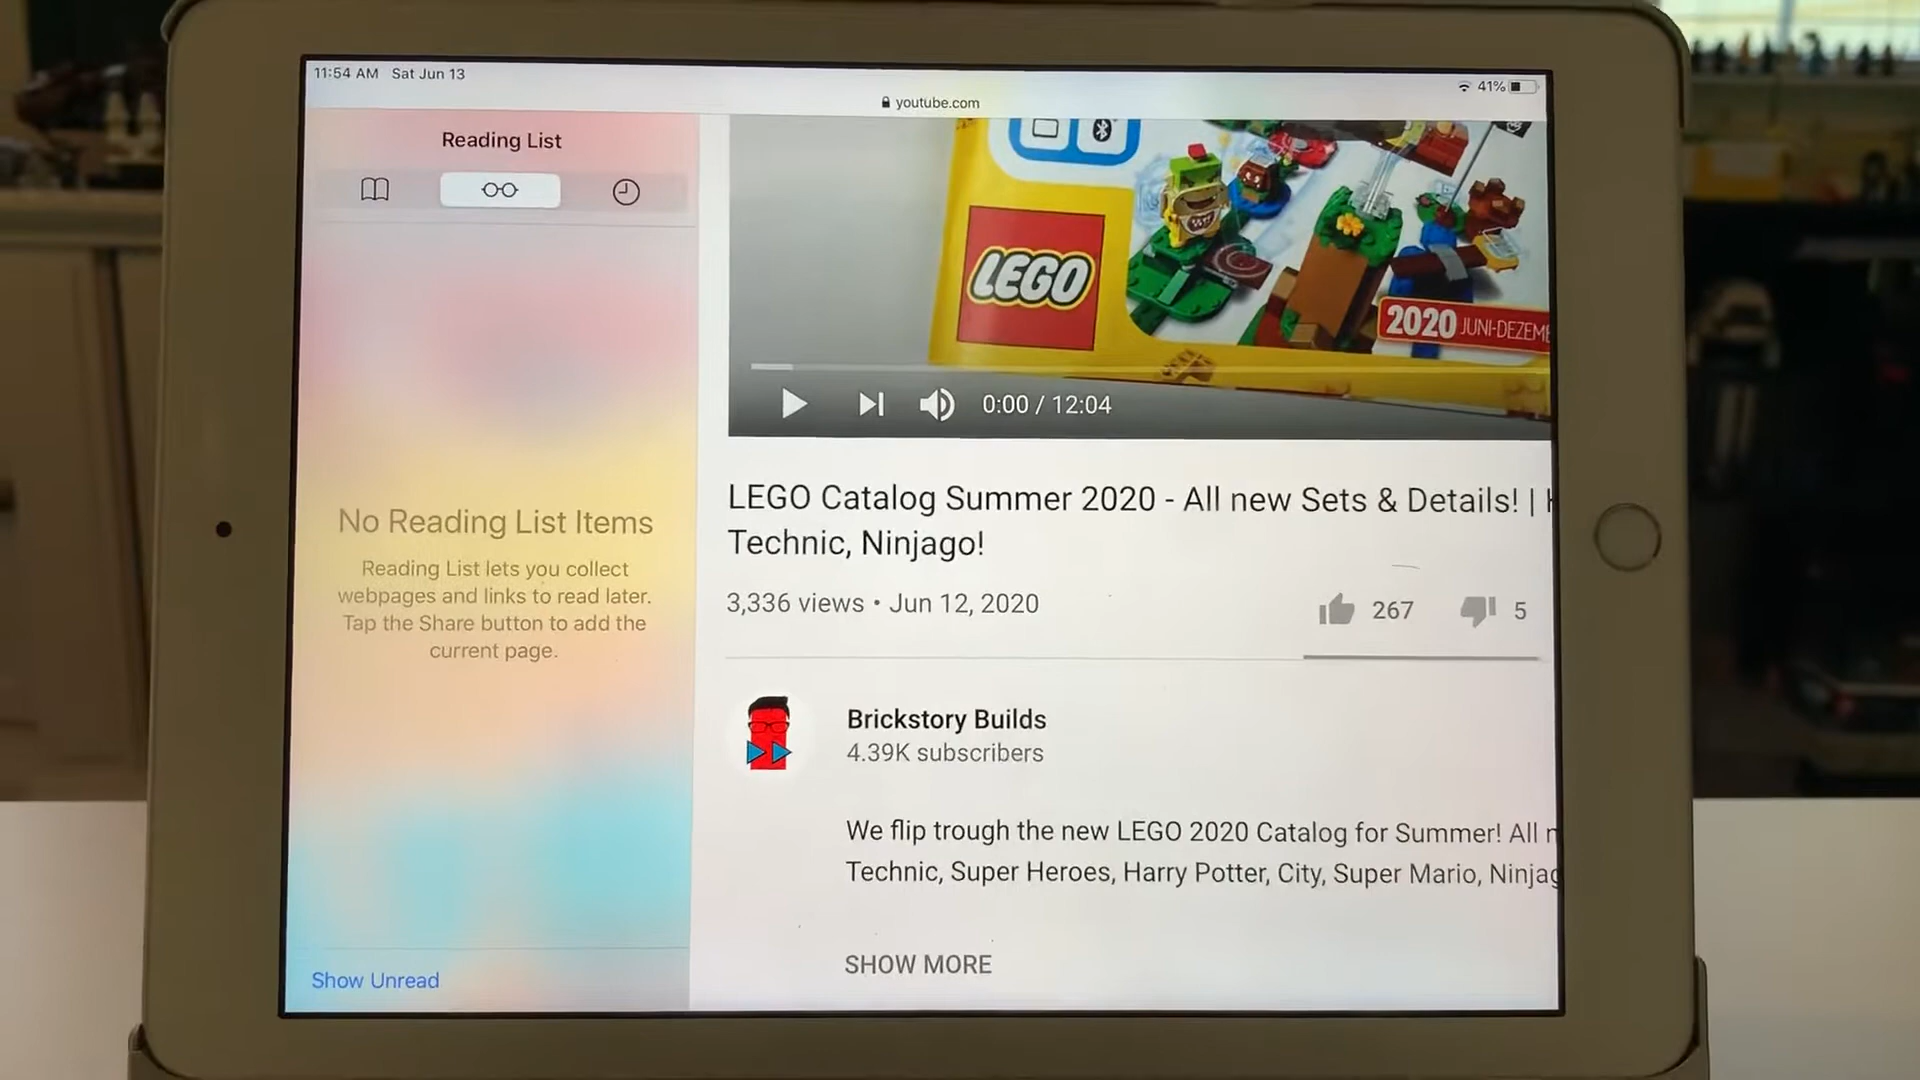 11:54 AM Sat Jun 13
41%
youtube.com
Reading List
No Reading List Items
Reading List lets you collect
webpages and links to read later.
Tap the Share button to add the
current page.
Show Unread
LEGO
2020 JUNI-DEZEM
0:00 / 12:04
LEGO Catalog Summer 2020 - All new Sets & Details! |
Technic, Ninjago!
3,336 views • Jun 12, 2020
267
5
Brickstory Builds
4.39K subscribers
We flip trough the new LEGO 2020 Catalog for Summer! All
Technic, Super Heroes, Harry Potter, City, Super Mario, Ninjag
SHOW MORE